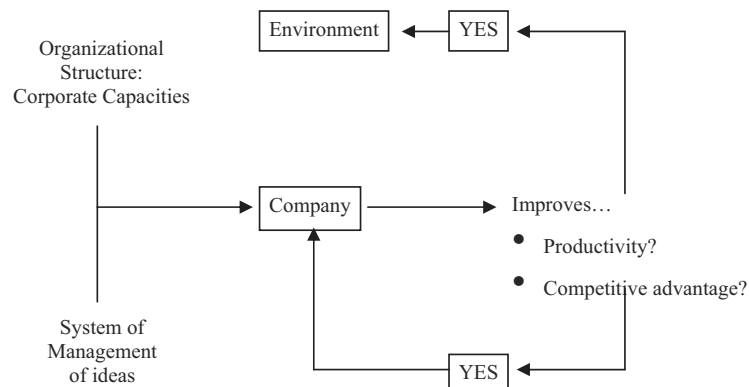 Environment
YES
Organizational
Structure:
Corporate Capacities
Company
Improves…
• Productivity?
• Competitive advantage?
System of
Management
of ideas
YES